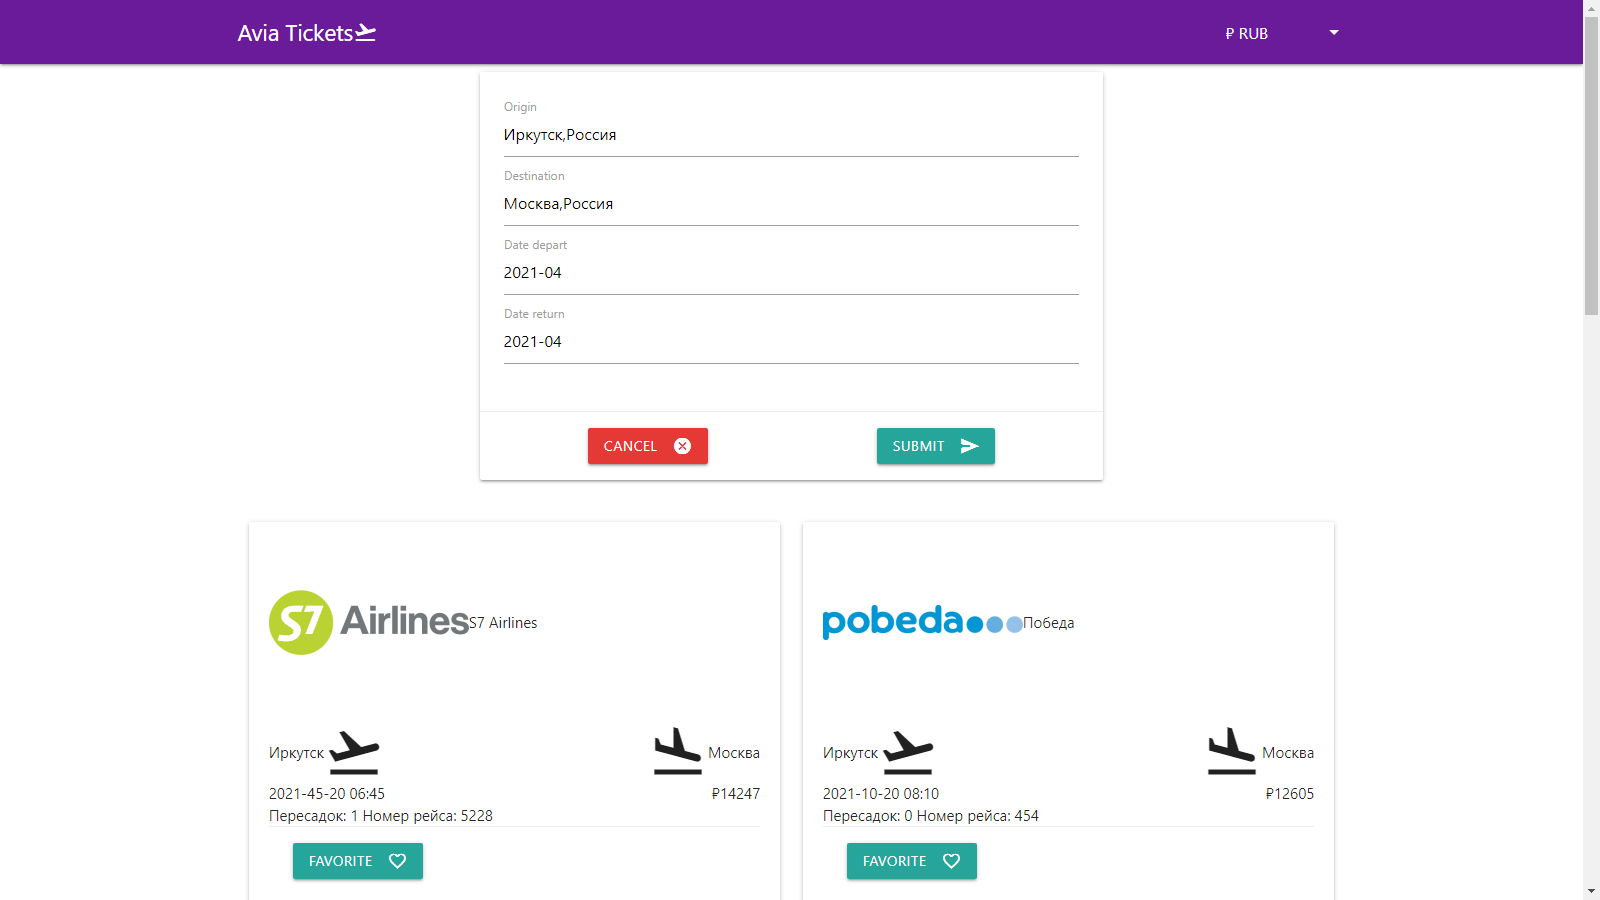 Avia Tickets
₽ RUB
Origin
Иркутск,Россия
Destination
Москва,Россия
Date depart
2021-04
Date return
2021-04
CANCEL
SUBMIT
S7 Airlines S7 Airlines
Иркутск
Москва
2021-45-20 06:45
₽14247
Пересадок: 1 Номер рейса: 5228
FAVORITE
pobeda Победа
Иркутск
Москва
2021-10-20 08:10
₽12605
Пересадок: 0 Номер рейса: 454
FAVORITE